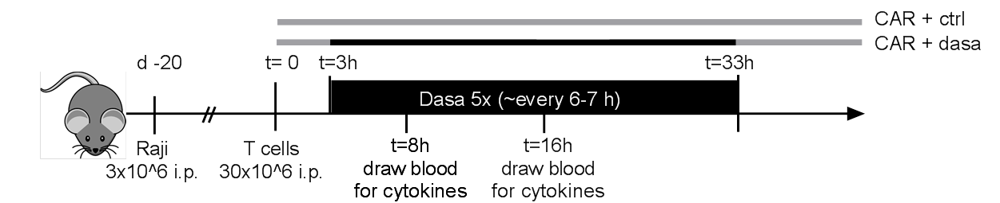 CAR + ctrl
CAR + dasa
d -20
t= 0
t=3h
t=33h
Dasa 5x (~every 6-7 h)
Raji
3x10^6 i.p.
T cells
30x10^6 i.p.
t=8h
draw blood
for cytokines
t=16h
draw blood
for cytokines